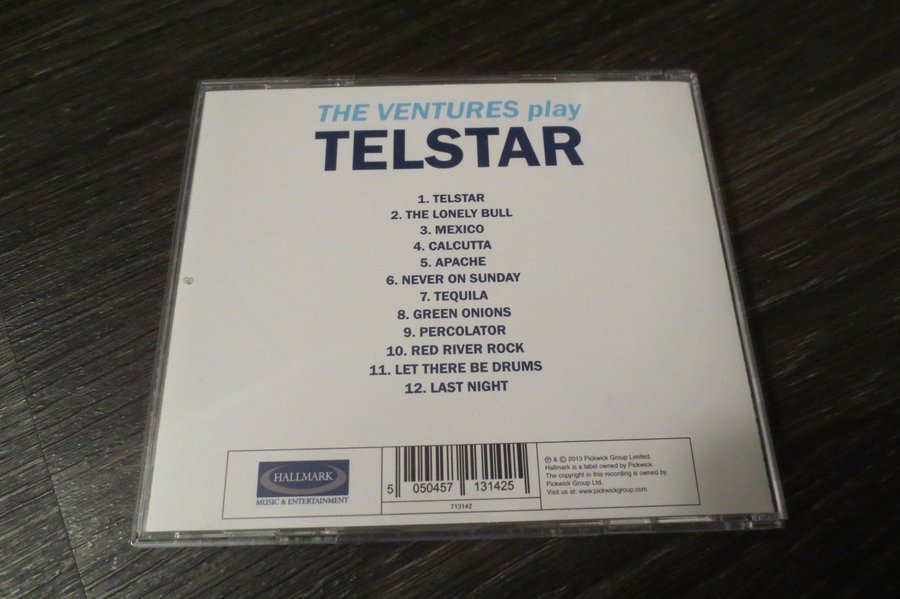 THE VENTURES play
TELSTAR
1. TELSTAR
2. THE LONELY BULL
3. MEXICO
4. CALCUTTA
5. APACHE
6. NEVER ON SUNDAY
7. TEQUILA
8. GREEN ONIONS
9. PERCOLATOR
10. RED RIVER ROCK
11. LET THERE BE DRUMS
12. LAST NIGHT
HALLMARK
MUSIC & ENTERTAINMENT
5 050457 131425
713142
℗ & © 2013 Pickwick Group Limited.
Hallmark is a label owned by Pickwick.
The copyright in this recording is owned by
Pickwick Group Ltd.
Visit us at: www.pickwickgroup.com